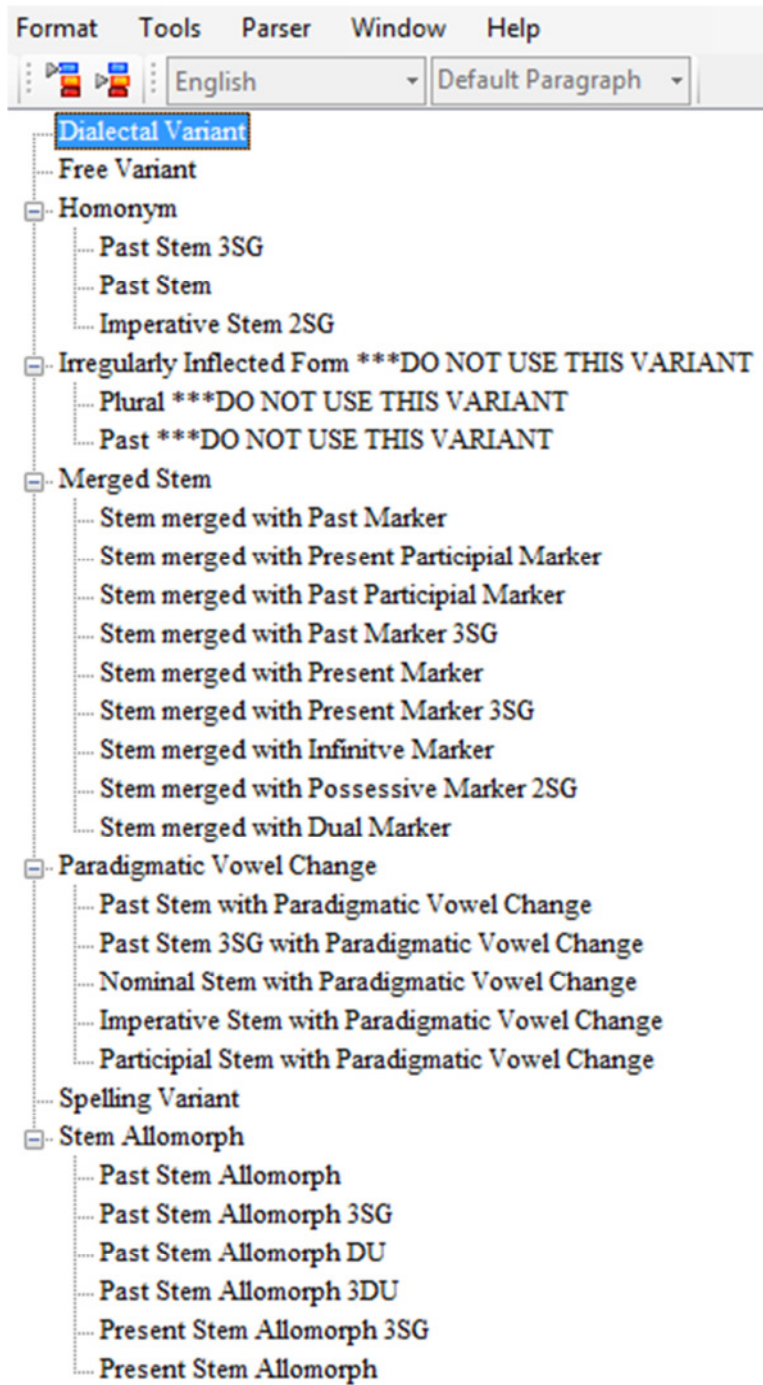 Format Tools Parser Window Help
English Default Paragraph
Dialectal Variant
Free Variant
Homonym
Past Stem 3SG
Past Stem
Imperative Stem 2SG
Irregularly Inflected Form ***DO NOT USE THIS VARIANT
Plural ***DO NOT USE THIS VARIANT
Past ***DO NOT USE THIS VARIANT
Merged Stem
Stem merged with Past Marker
Stem merged with Present Participial Marker
Stem merged with Past Participial Marker
Stem merged with Past Marker 3SG
Stem merged with Present Marker
Stem merged with Present Marker 3SG
Stem merged with Infinitve Marker
Stem merged with Possessive Marker 2SG
Stem merged with Dual Marker
Paradigmatic Vowel Change
Past Stem with Paradigmatic Vowel Change
Past Stem 3SG with Paradigmatic Vowel Change
Nominal Stem with Paradigmatic Vowel Change
Imperative Stem with Paradigmatic Vowel Change
Participial Stem with Paradigmatic Vowel Change
Spelling Variant
Stem Allomorph
Past Stem Allomorph
Past Stem Allomorph 3SG
Past Stem Allomorph DU
Past Stem Allomorph 3DU
Present Stem Allomorph 3SG
Present Stem Allomorph